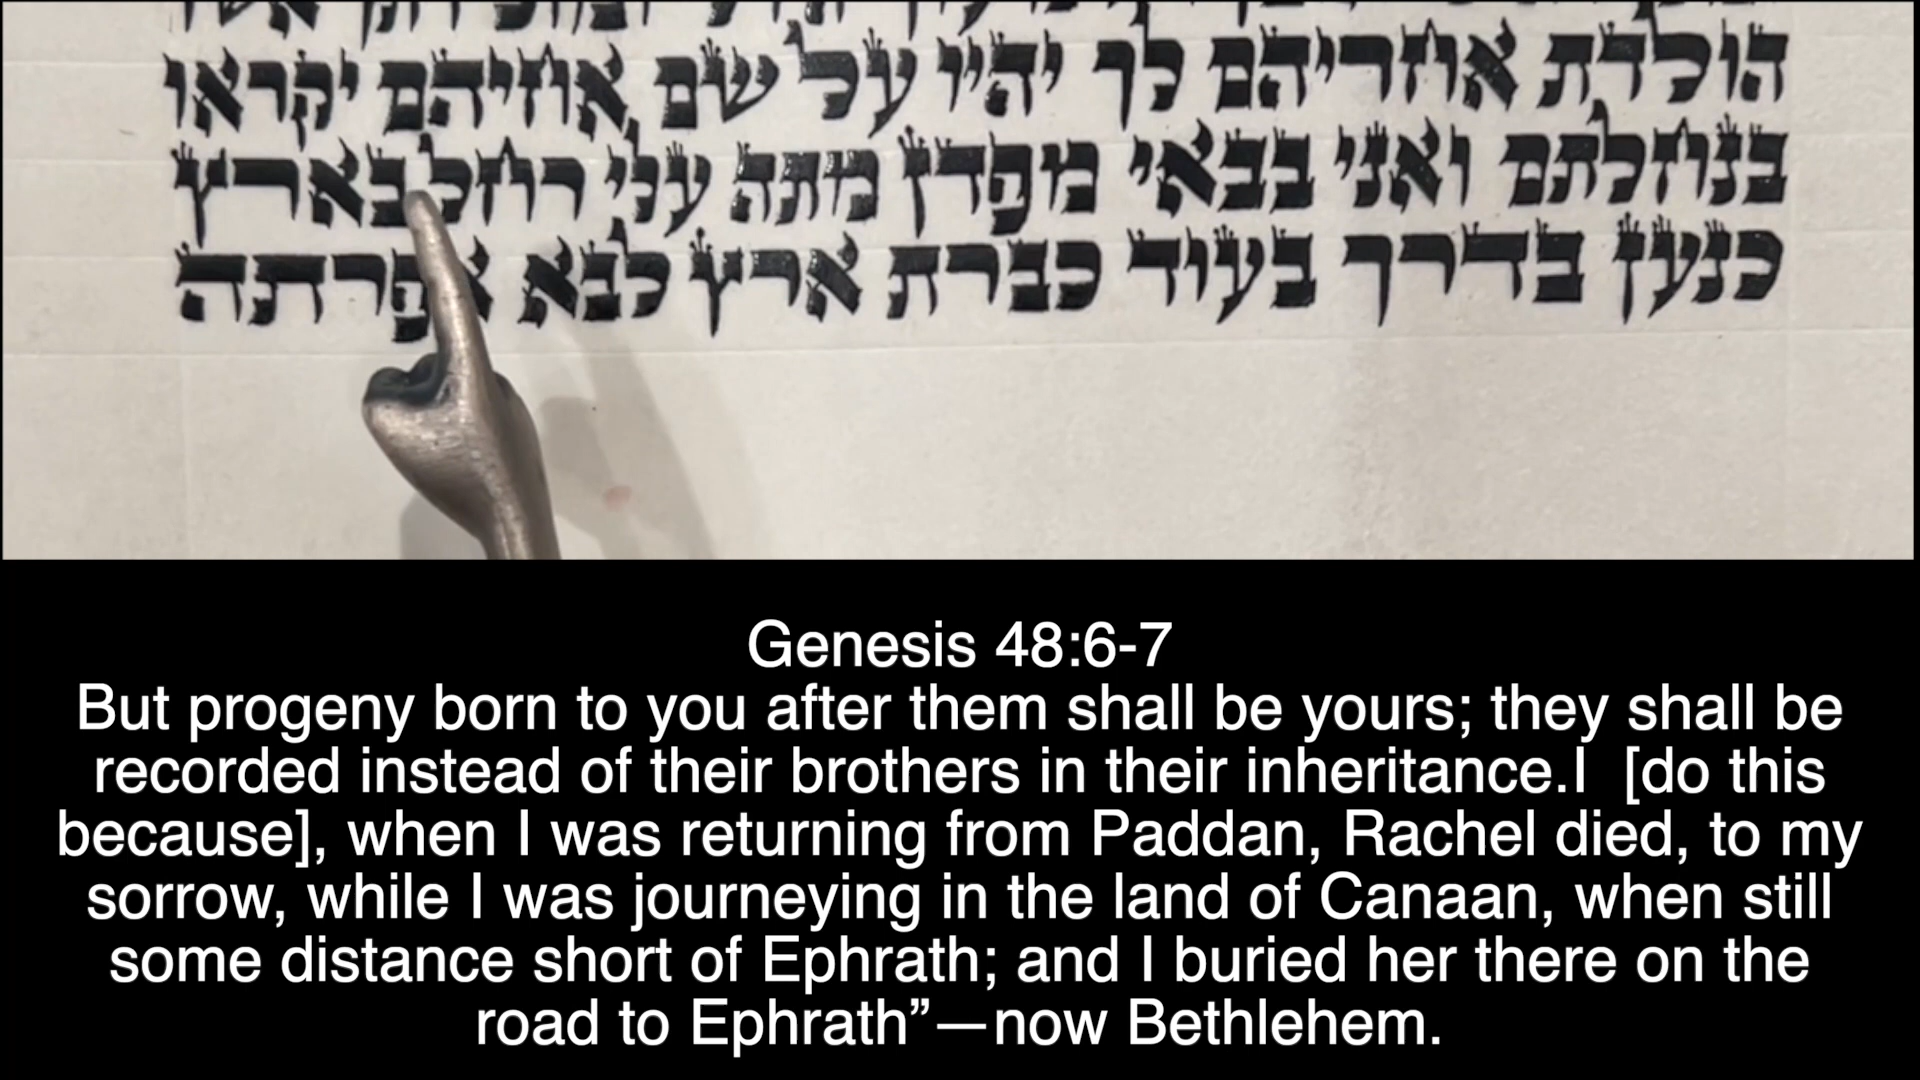 הולדת אחריהם לך יהיו על שם אחיהם יקראו
בנחלתם ואני בבאי מפדן מתה עלי רחל בארץ
כנען בדרך בעוד כברת ארץ לבא אפרתה
Genesis 48:6-7
But progeny born to you after them shall be yours; they shall be
recorded instead of their brothers in their inheritance.I  [do this
because], when I was returning from Paddan, Rachel died, to my
sorrow, while I was journeying in the land of Canaan, when still
some distance short of Ephrath; and I buried her there on the
road to Ephrath”—now Bethlehem.